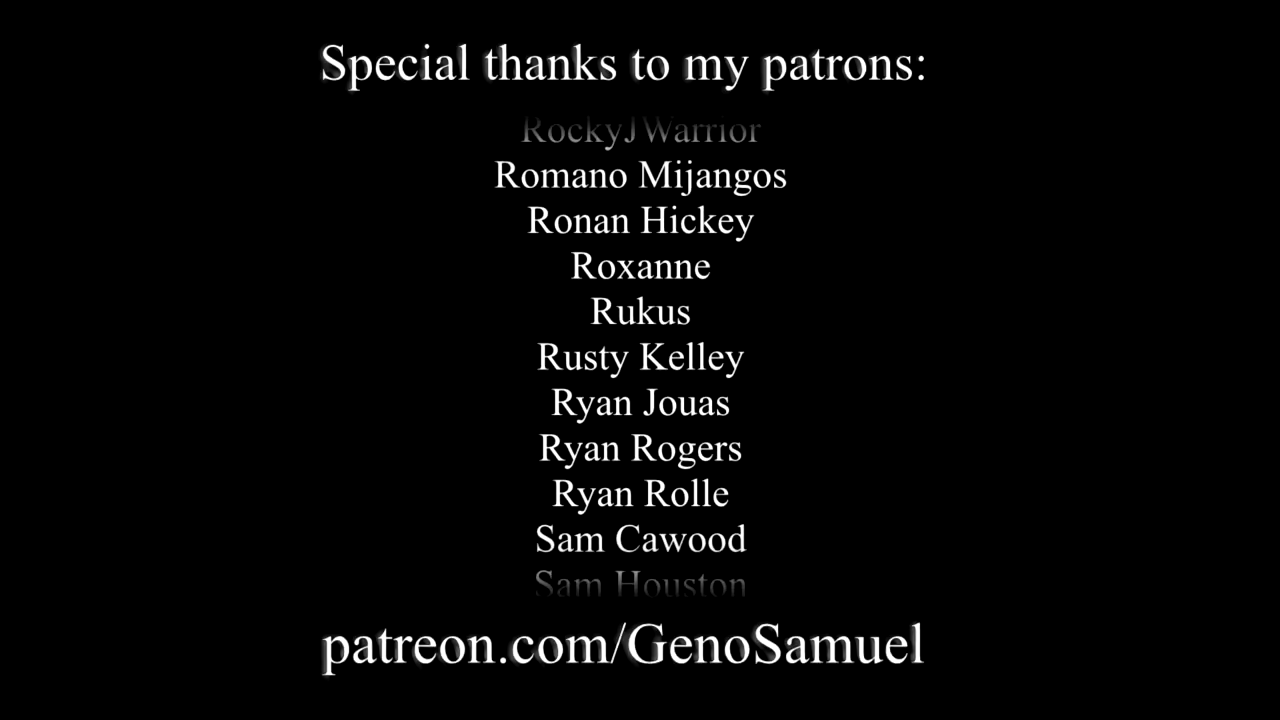 Special thanks to my patrons:
RockyJWarrior
Romano Mijangos
Ronan Hickey
Roxanne
Rukus
Rusty Kelley
Ryan Jouas
Ryan Rogers
Ryan Rolle
Sam Cawood
Sam Houston
patreon.com/GenoSamuel